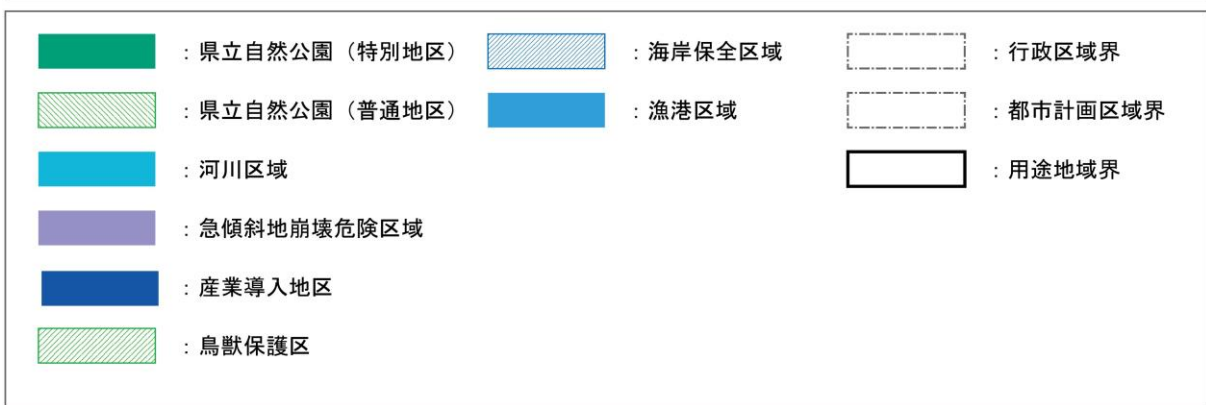 ：県立自然公園（特別地区）
：県立自然公園（普通地区）
：河川区域
：急傾斜地崩壊危険区域
：産業導入地区
：鳥獣保護区
：海岸保全区域
：漁港区域
：行政区域界
：都市計画区域界
：用途地域界